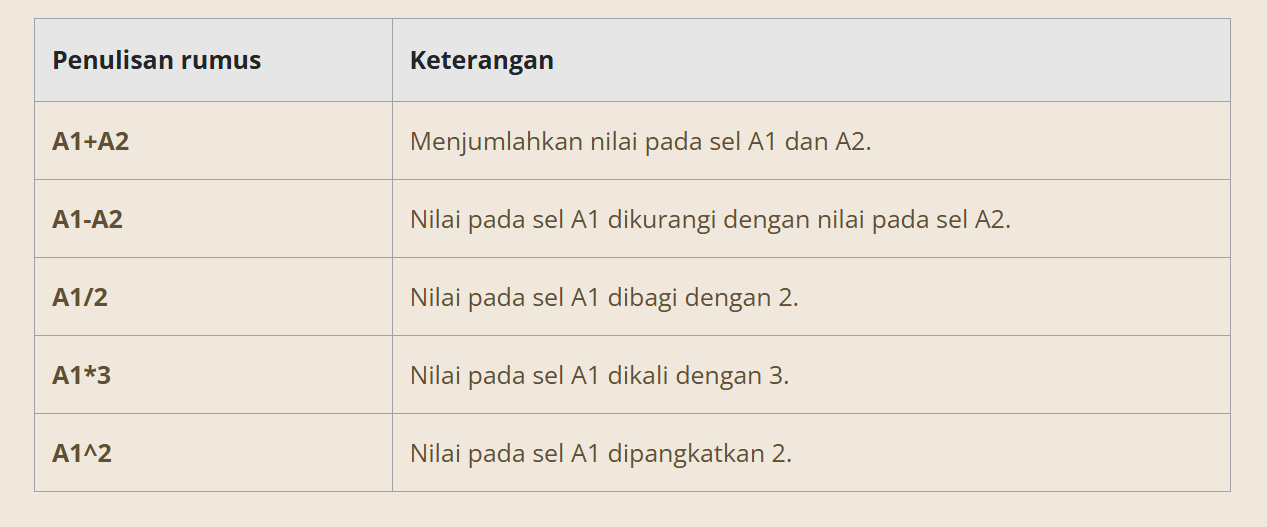 Penulisan rumus Keterangan
A1+A2 Menjumlahkan nilai pada sel A1 dan A2.
A1-A2 Nilai pada sel A1 dikurangi dengan nilai pada sel A2.
A1/2 Nilai pada sel A1 dibagi dengan 2.
A1*3 Nilai pada sel A1 dikali dengan 3.
A1^2 Nilai pada sel A1 dipangkatkan 2.